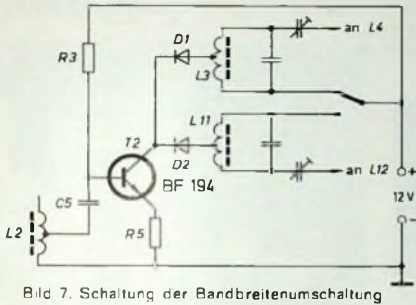 D1
an L4
R3
L3
L11
T2
D2
BF 194
an L12
+
12 V
−
C5
L2
R5
Bild 7. Schaltung der Bandbreitenumschaltung